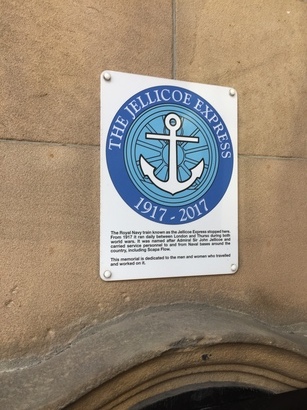 THE JELLICOE EXPRESS
1917 - 2017
The Royal Navy train known as the Jellicoe Express stopped here.
From 1917 it ran daily between London and Thurso during both
world wars. It was named after Admiral Sir John Jellicoe and
carried service personnel to and from Naval bases around the
country, including Scapa Flow.
This memorial is dedicated to the men and women who travelled
and worked on it.